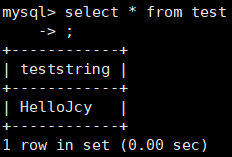 mysql> select * from test
    -> ;
+------------+
| teststring |
+------------+
| HelloJcy   |
+------------+
1 row in set (0.00 sec)